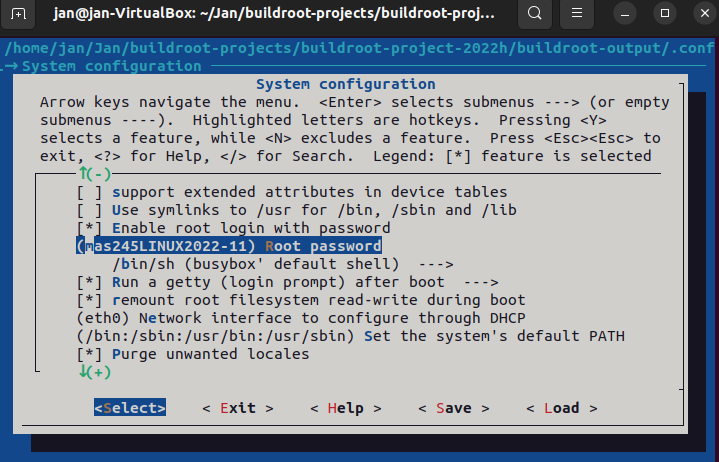 jan@jan-VirtualBox: ~/Jan/buildroot-projects/buildroot-proj...
/home/jan/Jan/buildroot-projects/buildroot-project-2022h/buildroot-output/.conf
→ System configuration
System configuration
Arrow keys navigate the menu. <Enter> selects submenus ---> (or empty
submenus ----). Highlighted letters are hotkeys. Pressing <Y>
selects a feature, while <N> excludes a feature. Press <Esc><Esc> to
exit, <?> for Help, </> for Search. Legend: [*] feature is selected
↑(-)
[ ] support extended attributes in device tables
[ ] Use symlinks to /usr for /bin, /sbin and /lib
[*] Enable root login with password
(mas245LINUX2022-11) Root password
/bin/sh (busybox' default shell) --->
[*] Run a getty (login prompt) after boot --->
[*] remount root filesystem read-write during boot
(eth0) Network interface to configure through DHCP
(/bin:/sbin:/usr/bin:/usr/sbin) Set the system's default PATH
[*] Purge unwanted locales
↓(+)
<Select> < Exit > < Help > < Save > < Load >